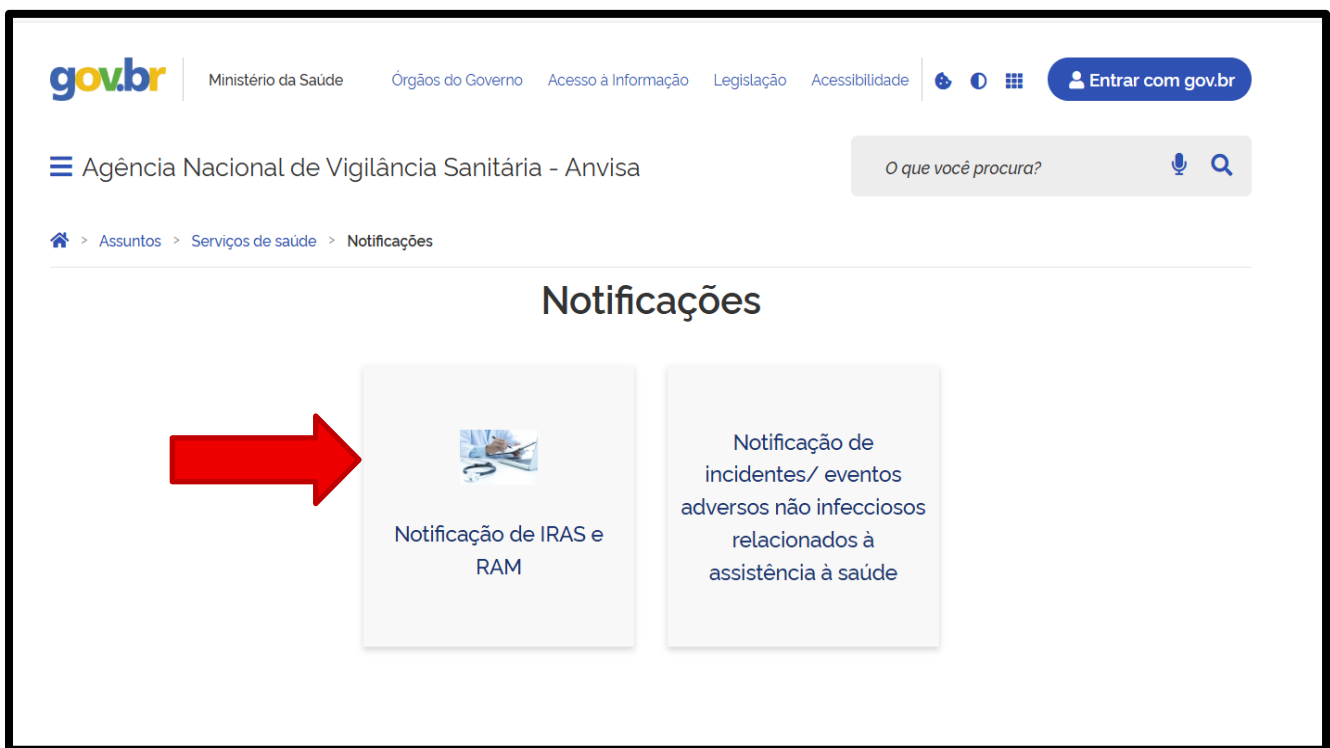 gov.br
Ministério da Saúde
Órgãos do Governo
Acesso à Informação
Legislação
Acessibilidade
Entrar com gov.br
Agência Nacional de Vigilância Sanitária - Anvisa
O que você procura?
> Assuntos > Serviços de saúde > Notificações
Notificações
Notificação de IRAS e
RAM
Notificação de
incidentes/ eventos
adversos não infecciosos
relacionados à
assistência à saúde